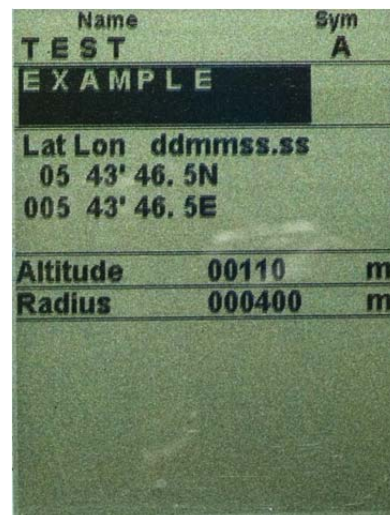 Name Sym
TEST A
EXAMPLE
Lat Lon ddmmss.ss
05 43' 46. 5N
005 43' 46. 5E
Altitude 00110 m
Radius 000400 m